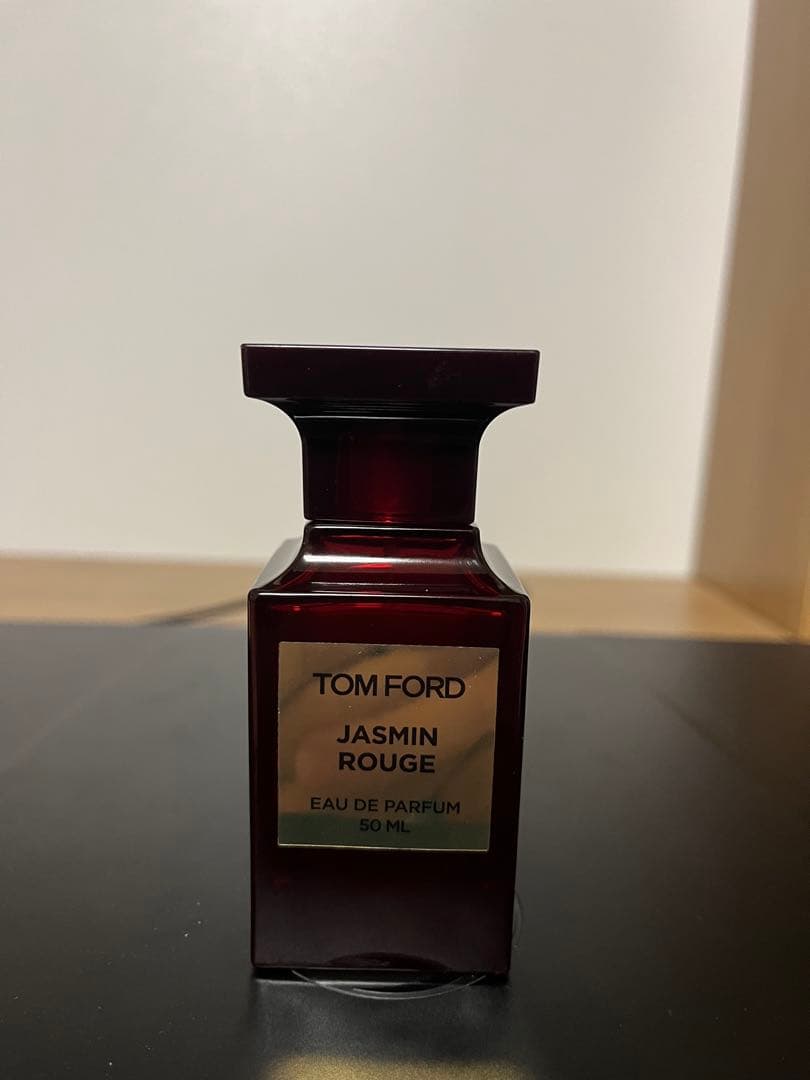 TOM FORD
JASMIN
ROUGE
EAU DE PARFUM
50 ML